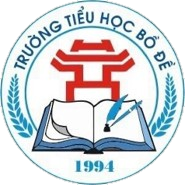 TRƯỜNG TIỂU HỌC BỒ ĐỀ
1994